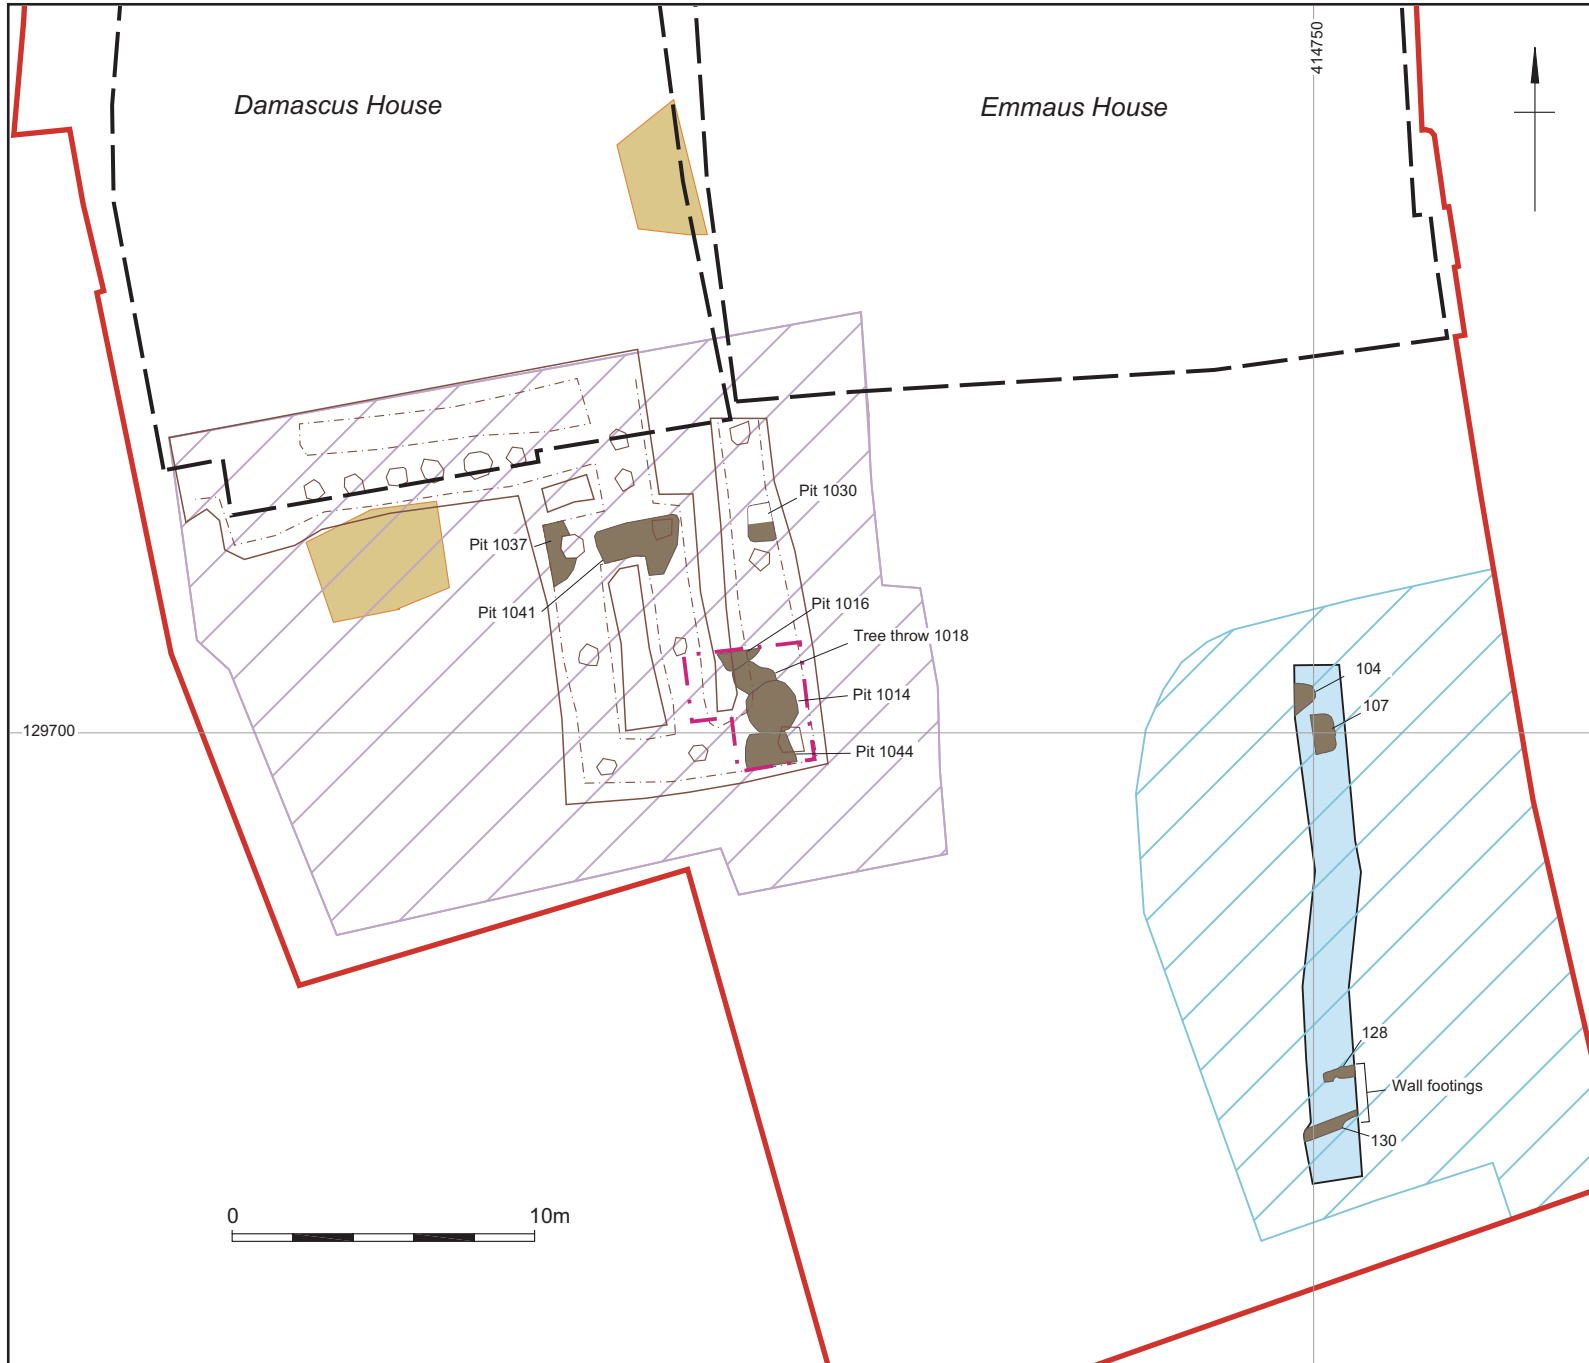 414750
Damascus House
Emmaus House
Pit 1030
Pit 1037
Pit 1016
Pit 1041
Tree throw 1018
104
Pit 1014
107
129700
Pit 1044
128
Wall footings
130
0
10m